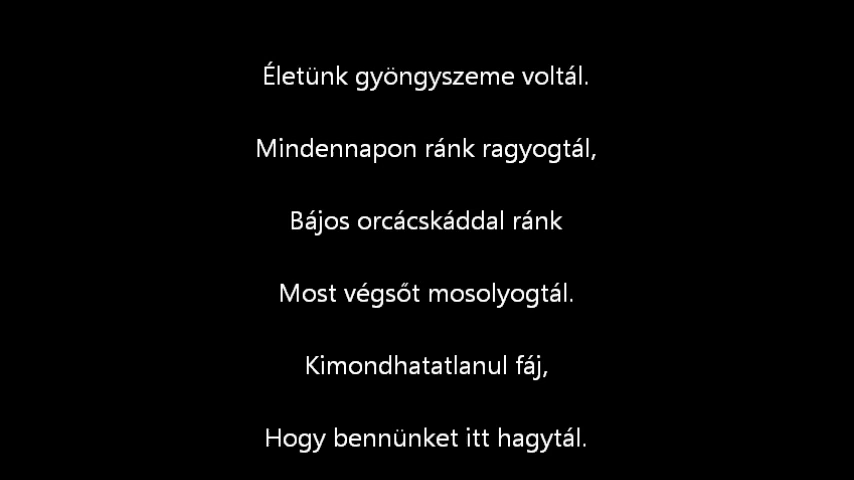 Életünk gyöngyszeme voltál.
Mindennapon ránk ragyogtál,
Bájos orcácskáddal ránk
Most végsőt mosolyogtál.
Kimondhatatlanul fáj,
Hogy bennünket itt hagytál.